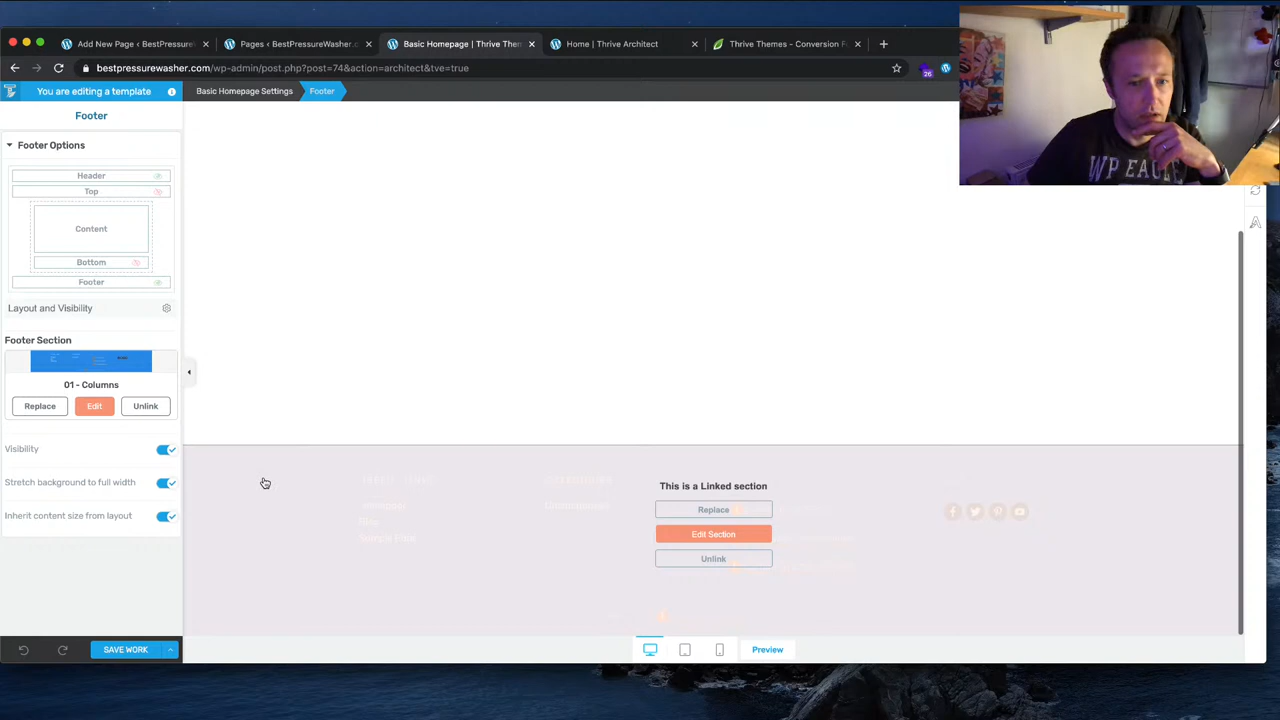 Add New Page ‹ BestPressure
Pages ‹ BestPressureWasher.c
Basic Homepage | Thrive Them
Home | Thrive Architect
Thrive Themes - Conversion F
bestpressurewasher.com/wp-admin/post.php?post=74&action=architect&tve=true
26
You are editing a template
Basic Homepage Settings
Footer
Footer
Footer Options
Header
Top
Content
Bottom
Footer
Layout and Visibility
Footer Section
01 - Columns
Replace
Edit
Unlink
Visibility
Stretch background to full width
Inherit content size from layout
This is a Linked section
Replace
Edit Section
Unlink
SAVE WORK
Preview
WP EAGLE